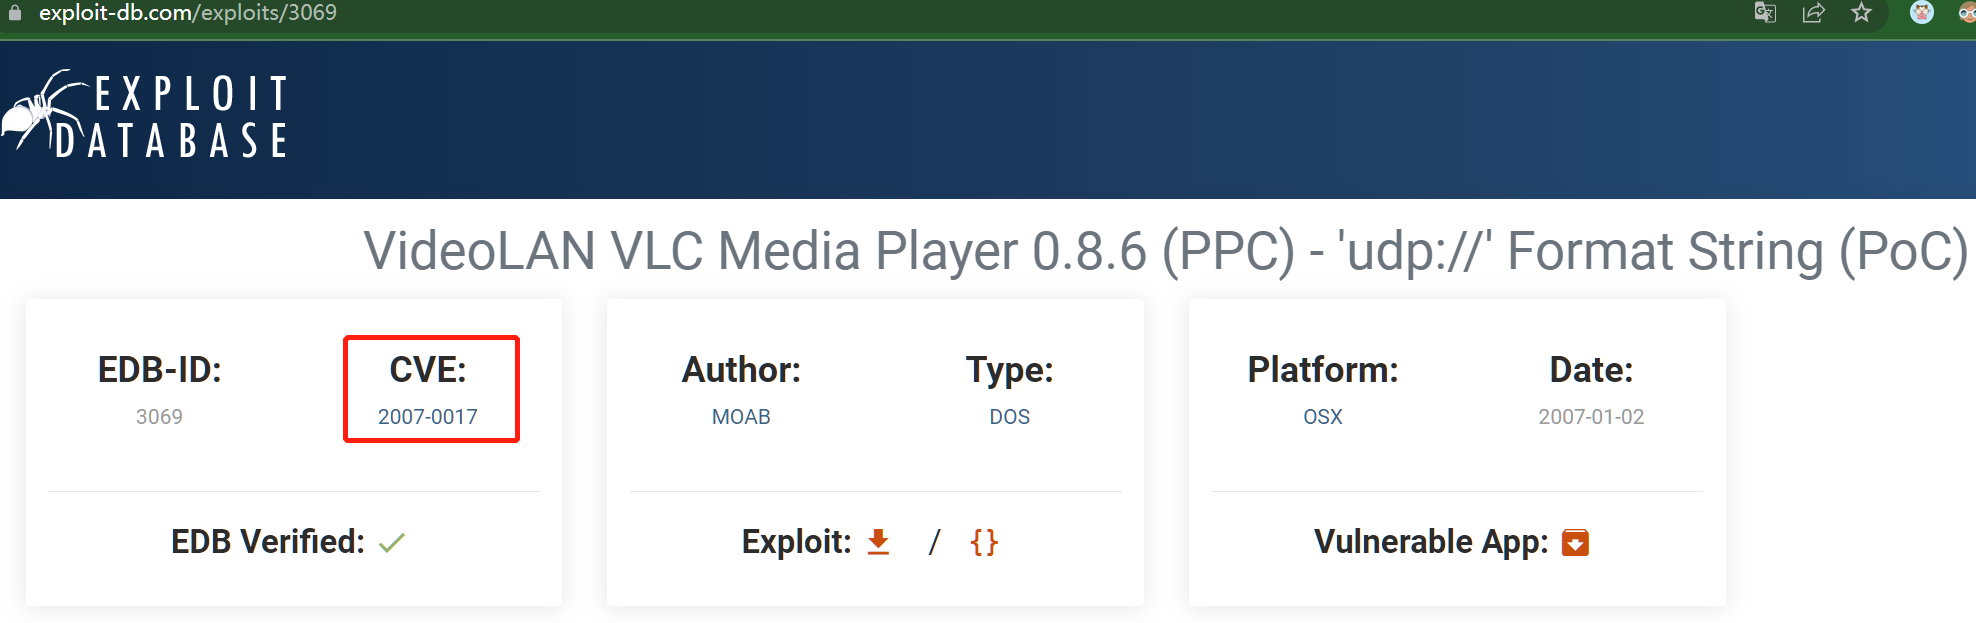 exploit-db.com/exploits/3069
EXPLOIT
DATABASE
VideoLAN VLC Media Player 0.8.6 (PPC) - 'udp://' Format String (PoC)
EDB-ID:
3069
CVE:
2007-0017
EDB Verified:
Author:
MOAB
Type:
DOS
Exploit: / {}
Platform:
OSX
Date:
2007-01-02
Vulnerable App: